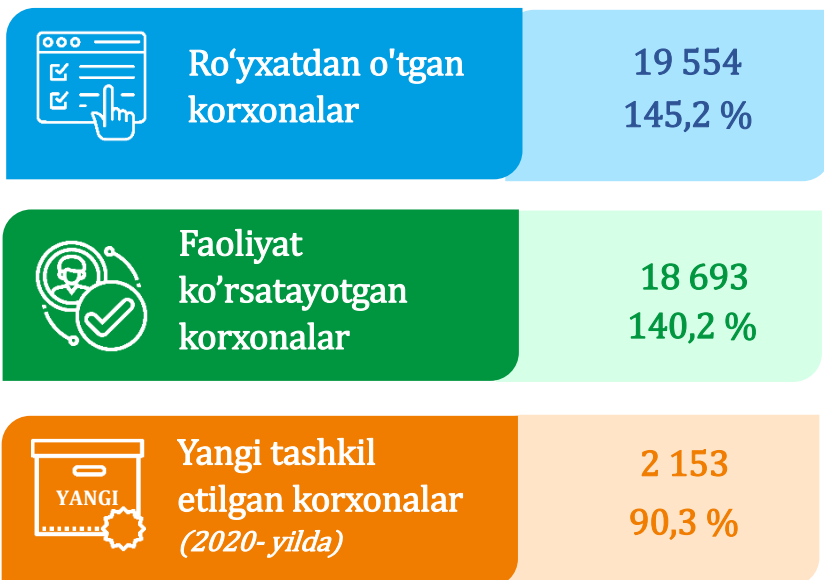 Ro‘yxatdan o'tgan
korxonalar
19 554
145,2 %
Faoliyat
ko’rsatayotgan
korxonalar
18 693
140,2 %
YANGI
Yangi tashkil
etilgan korxonalar
(2020- yilda)
2 153
90,3 %